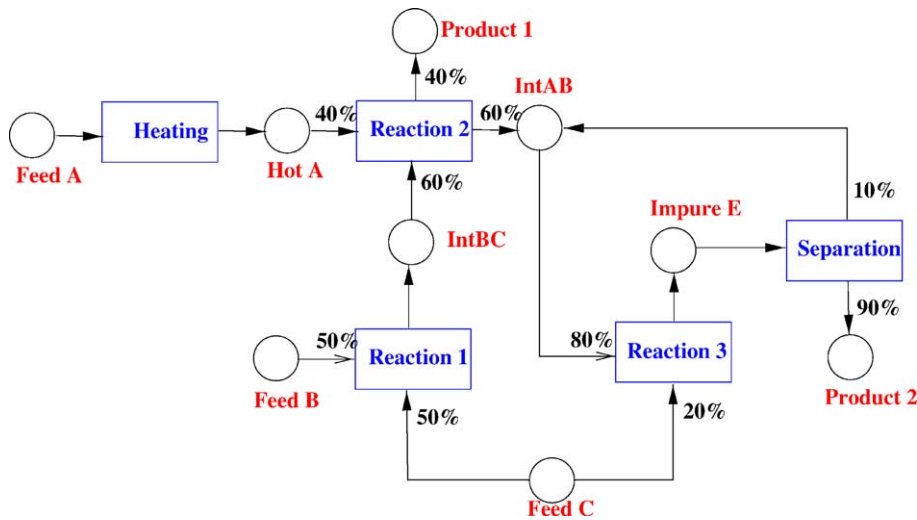 Product 1
40%
IntAB
40%
Reaction 2
60%
Heating
Feed A
Hot A
60%
10%
Impure E
IntBC
Separation
90%
50%
Reaction 1
80%
Reaction 3
Feed B
Product 2
50%
20%
Feed C